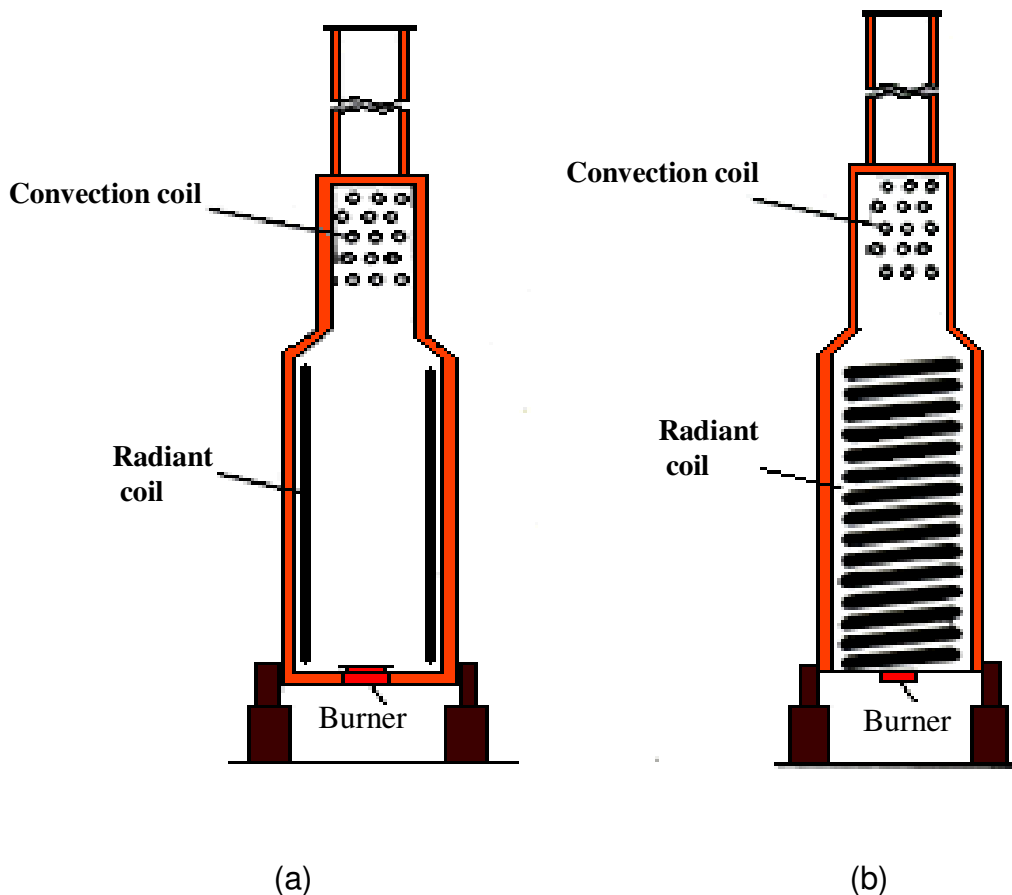 Convection coil
Radiant
coil
Burner
(a)
Convection coil
Radiant
coil
Burner
(b)